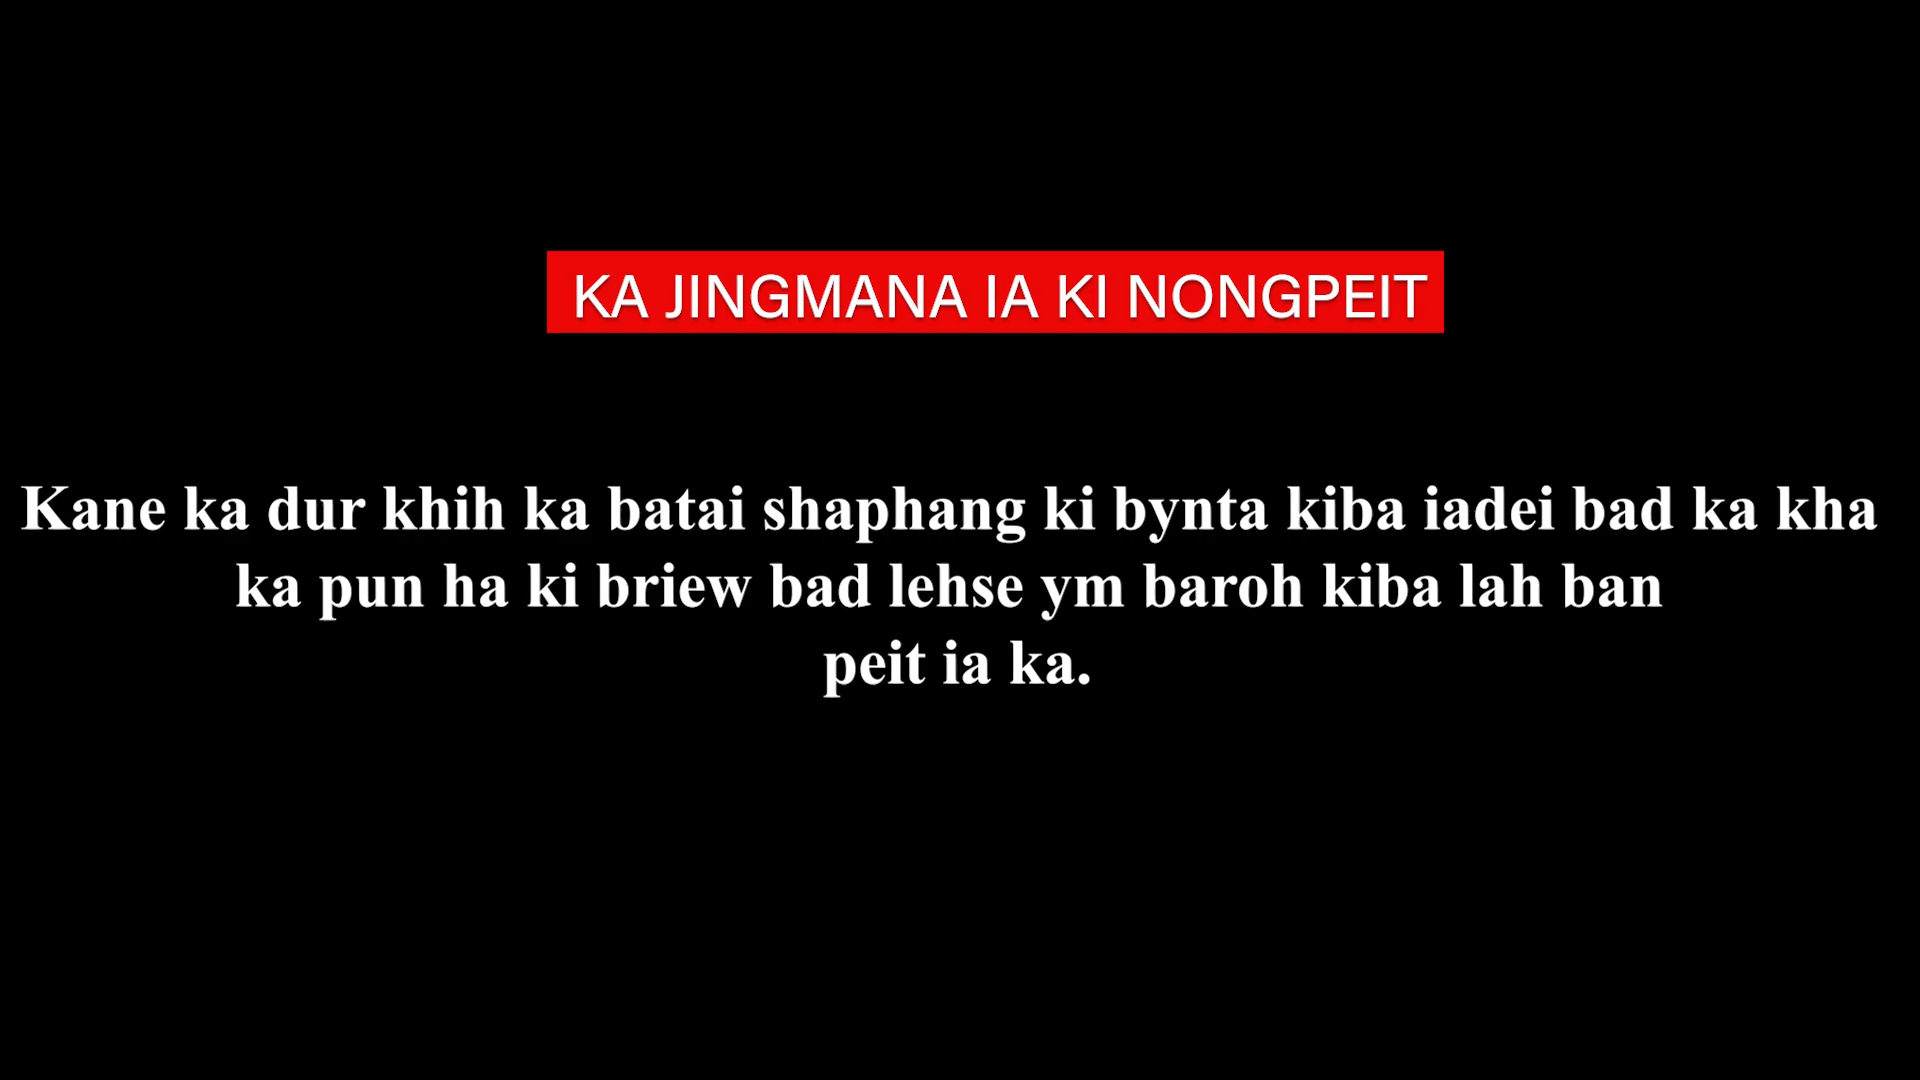 KA JINGMANA IA KI NONGPEIT
Kane ka dur khih ka batai shaphang ki bynta kiba iadei bad ka kha
ka pun ha ki briew bad lehse ym baroh kiba lah ban
peit ia ka.